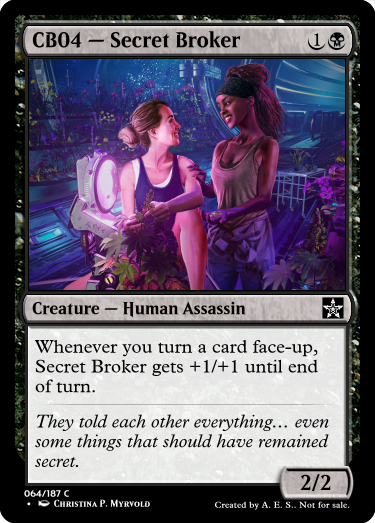 CB04 — Secret Broker 1
Creature — Human Assassin
Whenever you turn a card face-up,
Secret Broker gets +1/+1 until end
of turn.
They told each other everything… even
some things that should have remained
secret.
2/2
064/187 C
• Christina P. Myrvold
Created by A. E. S.. Not for sale.